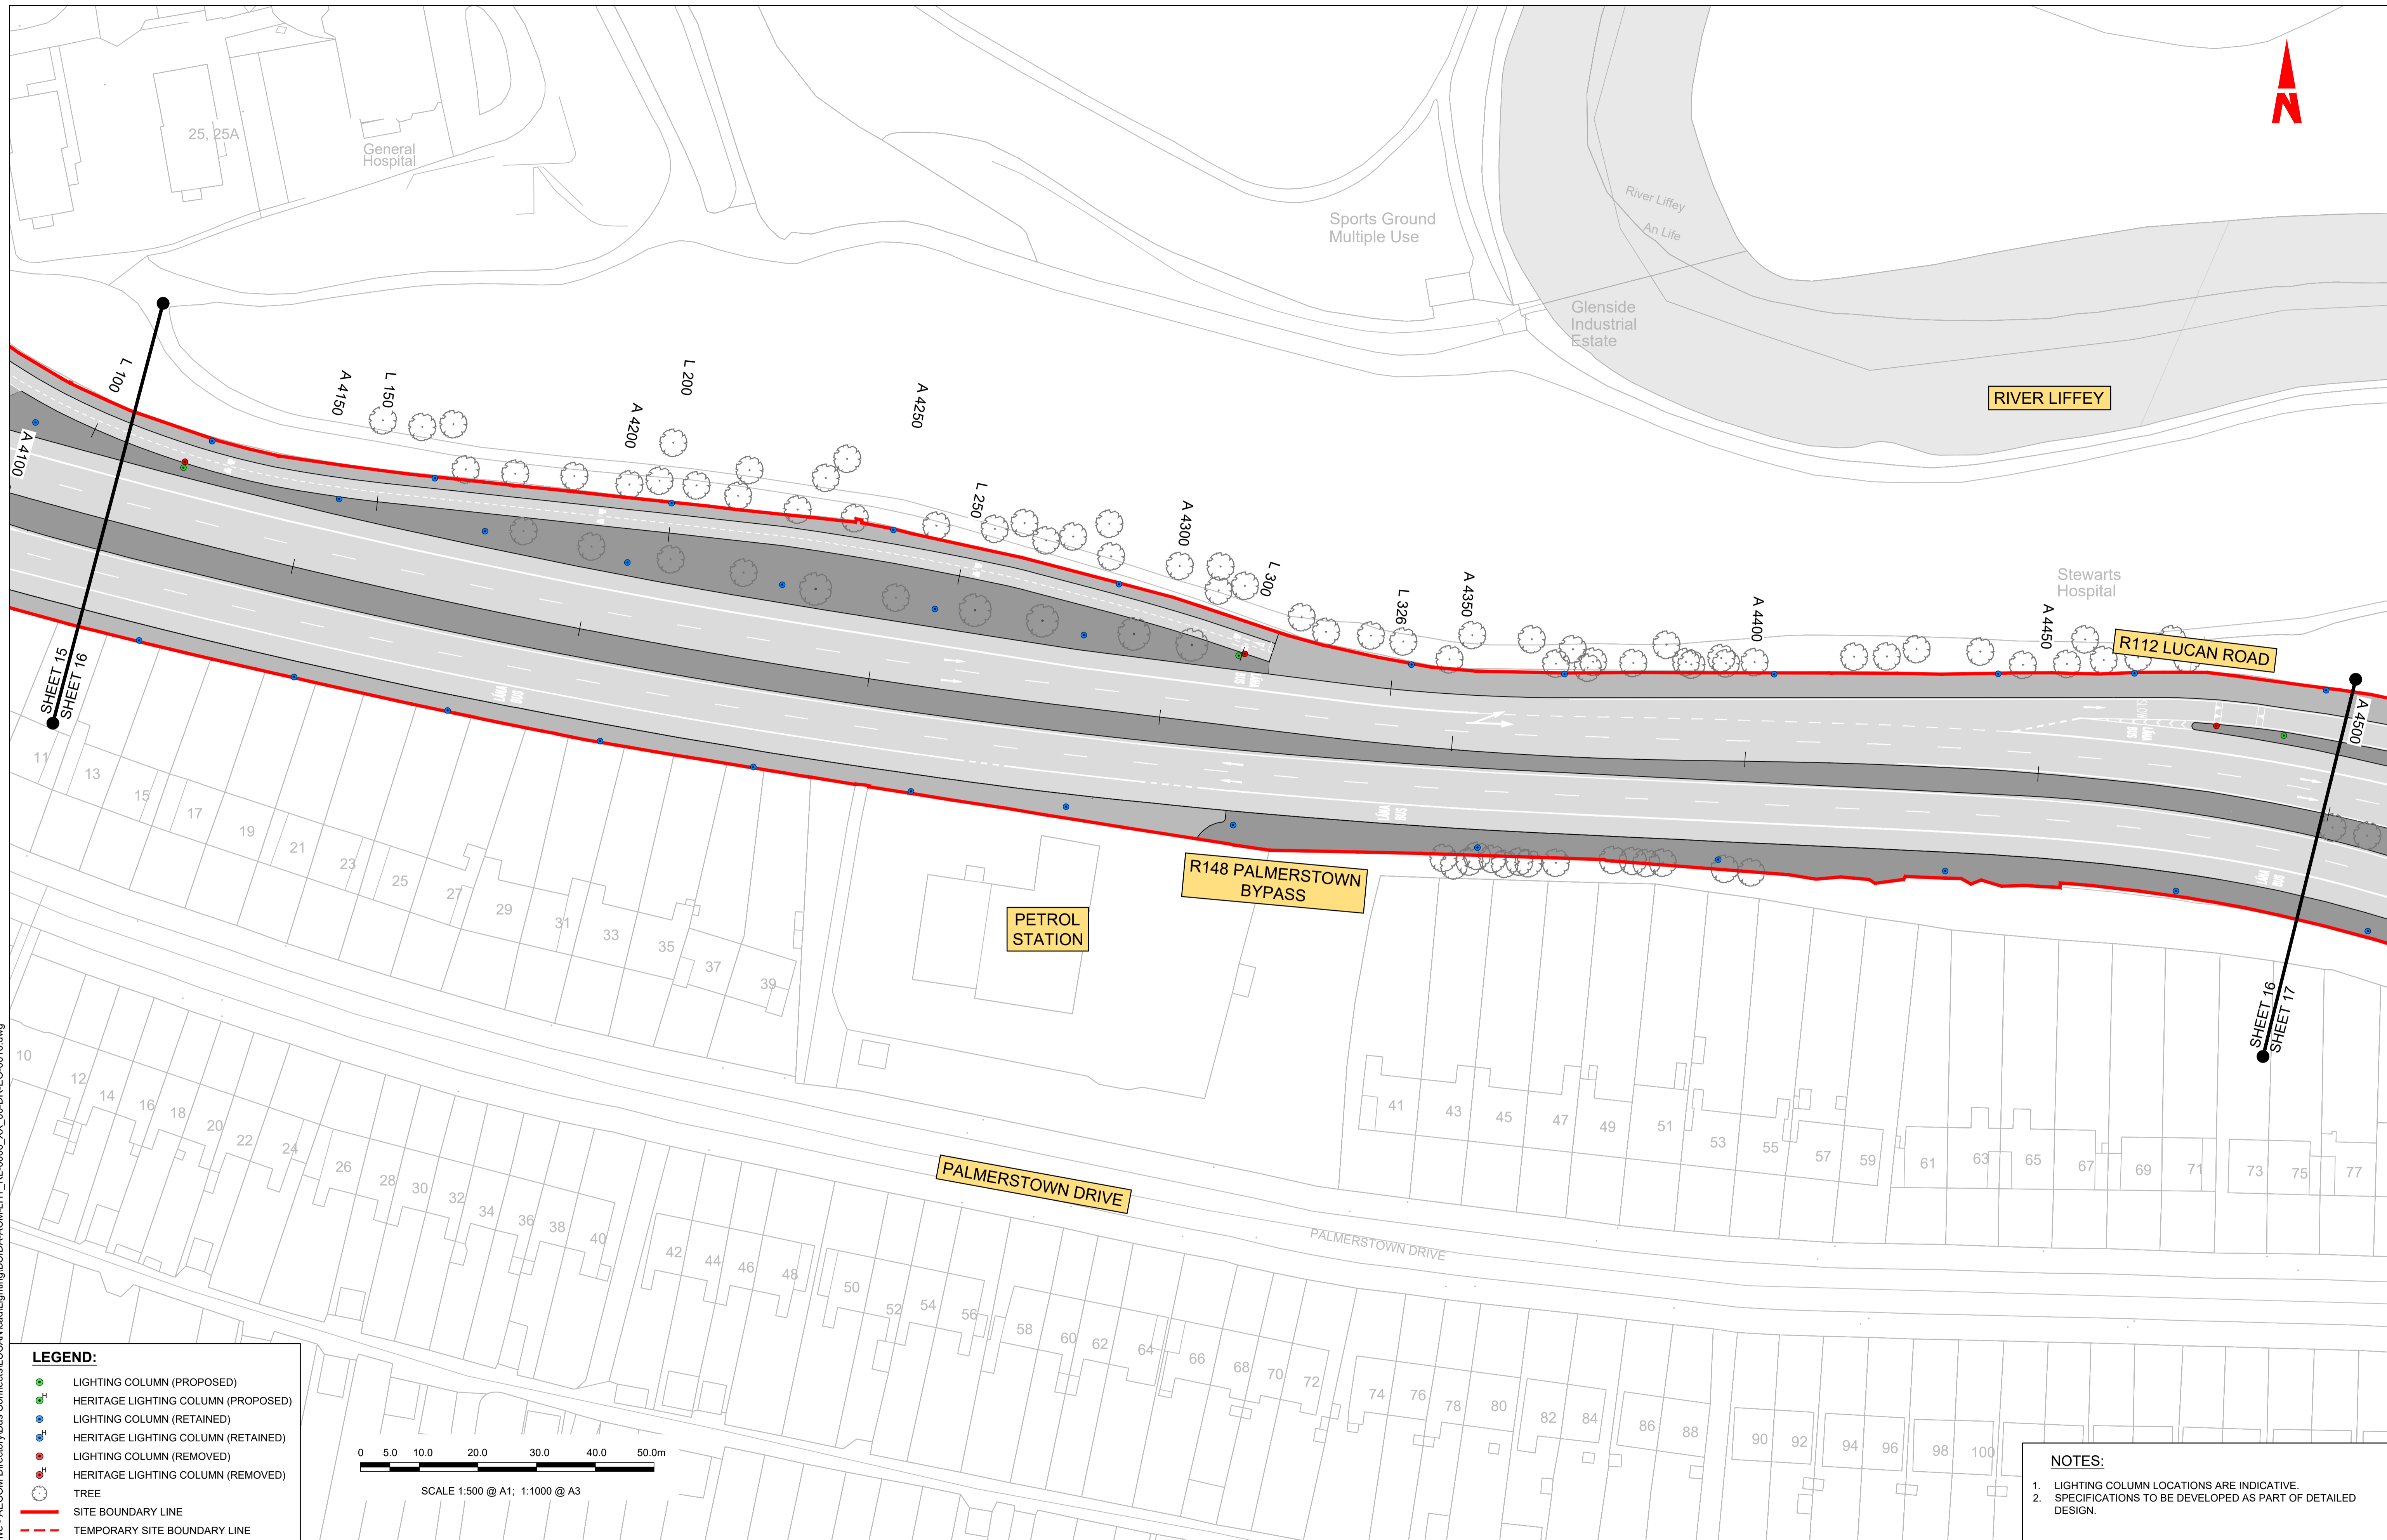 25, 25A
General
Hospital
Sports Ground
Multiple Use
River Liffey
An Life
Glenside
Industrial
Estate
N
RIVER LIFFEY
L 100
A 4150
L 150
A 4200
L 200
A 4250
L 250
A 4300
L 300
L 326
A 4350
A 4400
A 4450
Stewarts
Hospital
R112 LUCAN ROAD
A 4500
A 4100
SHEET 15
SHEET 16
LÁNA
BUS
BUS
LÁNA
BUS
LÁNA
LÁNA
BUS
LÁNA
BUS
11
13
15
17
19
21
23
25
27
29
31
33
35
37
39
R148 PALMERSTOWN
BYPASS
PETROL
STATION
SHEET 16
SHEET 17
41
43
45
47
49
51
53
55
57
59
61
63
65
67
69
71
73
75
77
PALMERSTOWN DRIVE
PALMERSTOWN DRIVE
10
12
14
16
18
20
22
24
26
28
30
32
34
36
38
40
42
44
46
48
50
52
54
56
58
60
62
64
66
68
70
72
74
76
78
80
82
84
86
88
90
92
94
96
98
100
LEGEND:
LIGHTING COLUMN (PROPOSED)
H HERITAGE LIGHTING COLUMN (PROPOSED)
LIGHTING COLUMN (RETAINED)
H HERITAGE LIGHTING COLUMN (RETAINED)
LIGHTING COLUMN (REMOVED)
H HERITAGE LIGHTING COLUMN (REMOVED)
TREE
SITE BOUNDARY LINE
TEMPORARY SITE BOUNDARY LINE
0 5.0 10.0 20.0 30.0 40.0 50.0m
SCALE 1:500 @ A1; 1:1000 @ A3
NOTES:
1. LIGHTING COLUMN LOCATIONS ARE INDICATIVE.
2. SPECIFICATIONS TO BE DEVELOPED AS PART OF DETAILED
DESIGN.